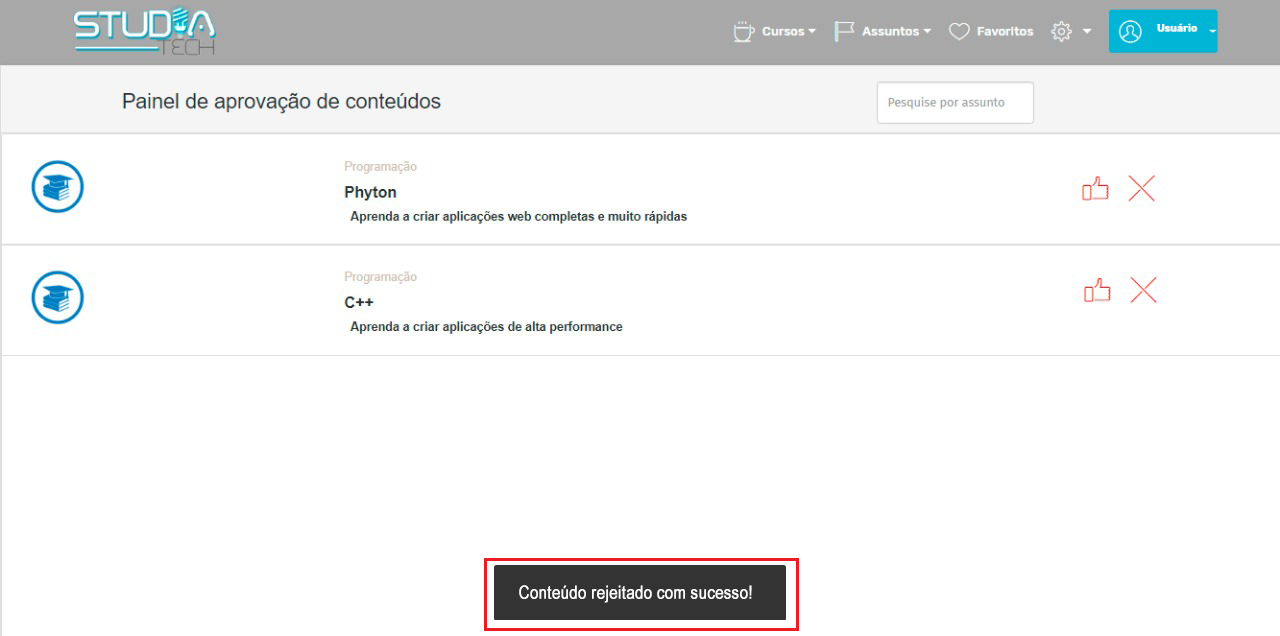 STUDIA
TECH
Cursos
Assuntos
Favoritos
Usuário
Painel de aprovação de conteúdos
Pesquise por assunto
Programação
Phyton
Aprenda a criar aplicações web completas e muito rápidas
Programação
C++
Aprenda a criar aplicações de alta performance
Conteúdo rejeitado com sucesso!